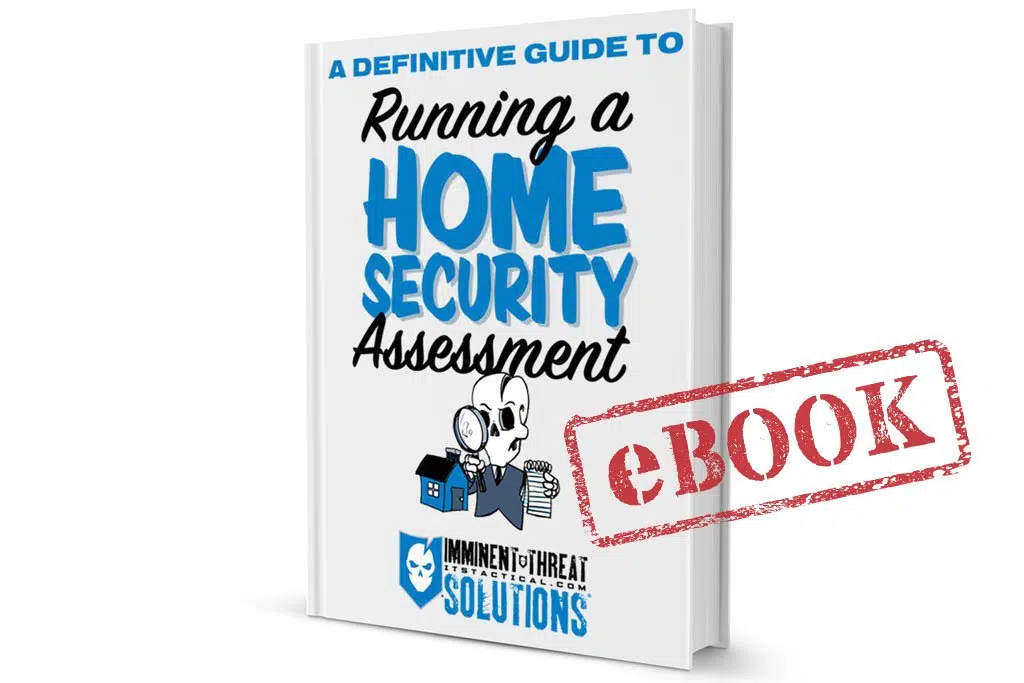 A DEFINITIVE GUIDE TO
Running a
HOME
SECURITY
Assessment
eBOOK
IMMINENT THREAT
ITSTACTICAL.COM
SOLUTIONS®